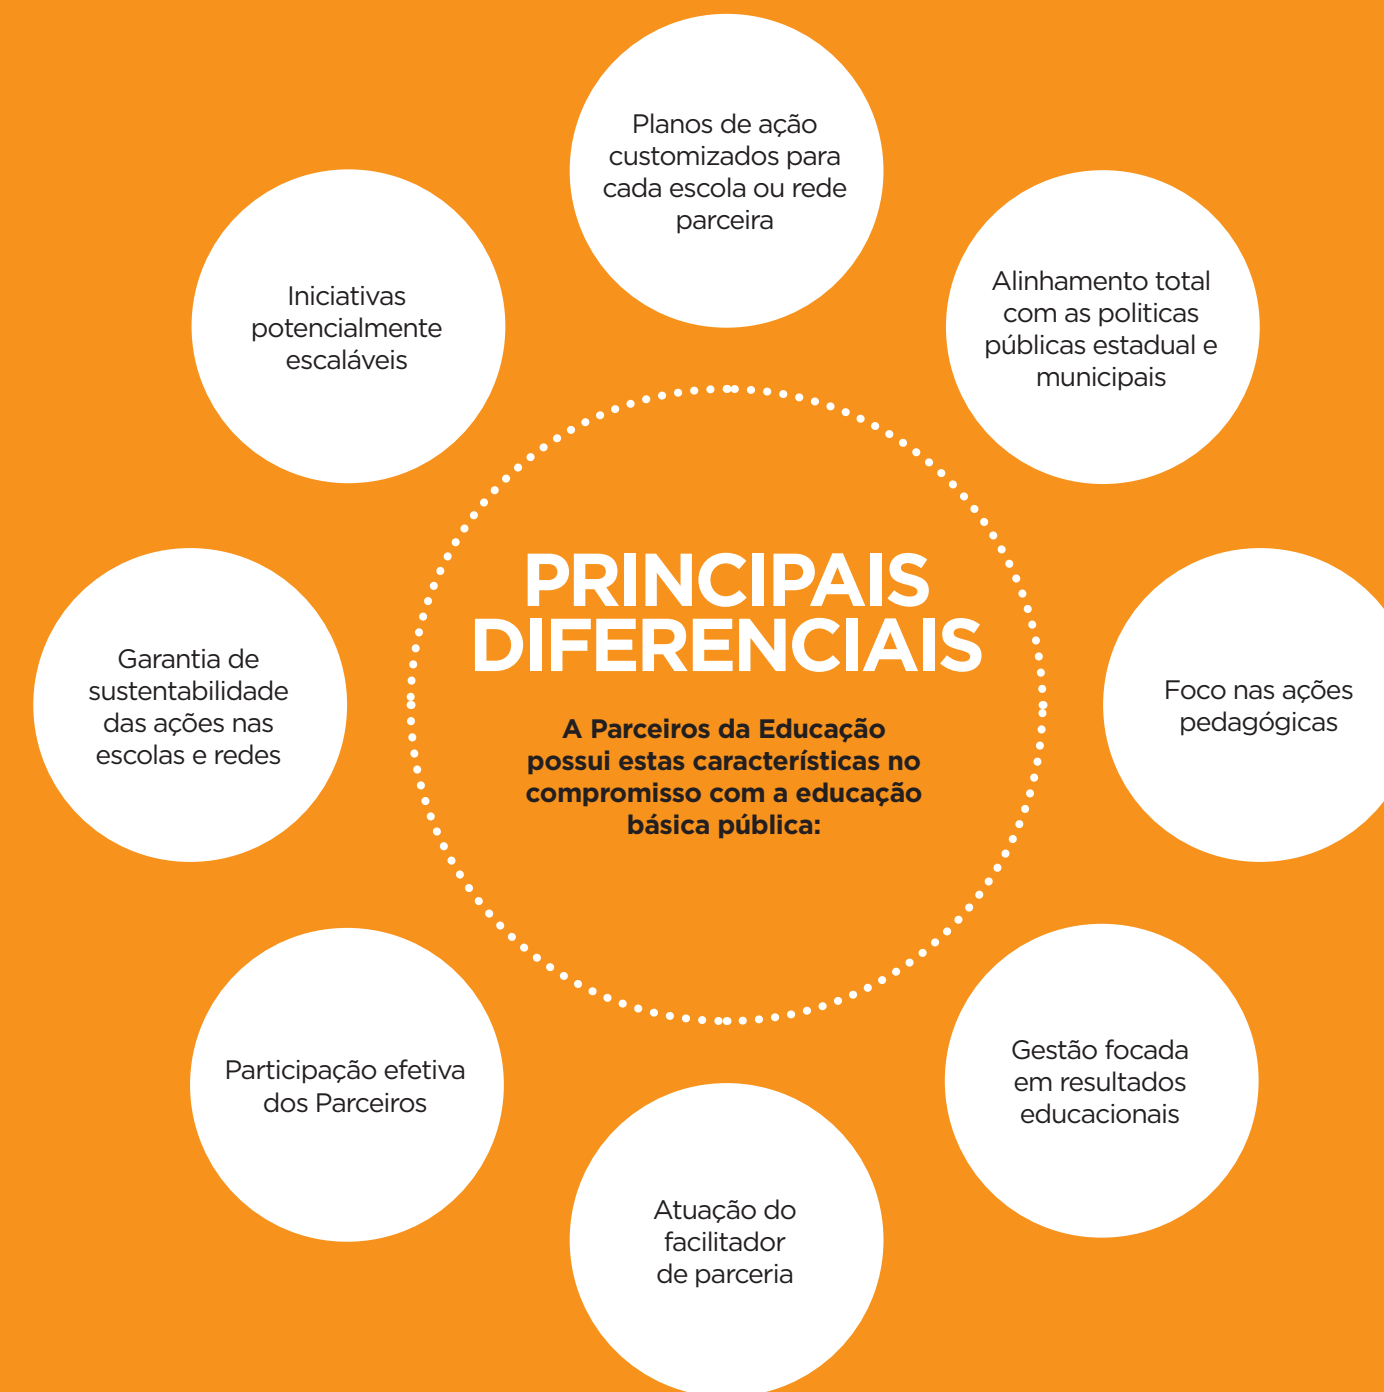 PRINCIPAIS
DIFERENCIAIS
A Parceiros da Educação
possui estas características no
compromisso com a educação
básica pública:
Planos de ação
customizados para
cada escola ou rede
parceira
Alinhamento total
com as politicas
públicas estadual e
municipais
Foco nas ações
pedagógicas
Gestão focada
em resultados
educacionais
Atuação do
facilitador
de parceria
Participação efetiva
dos Parceiros
Garantia de
sustentabilidade
das ações nas
escolas e redes
Iniciativas
potencialmente
escaláveis